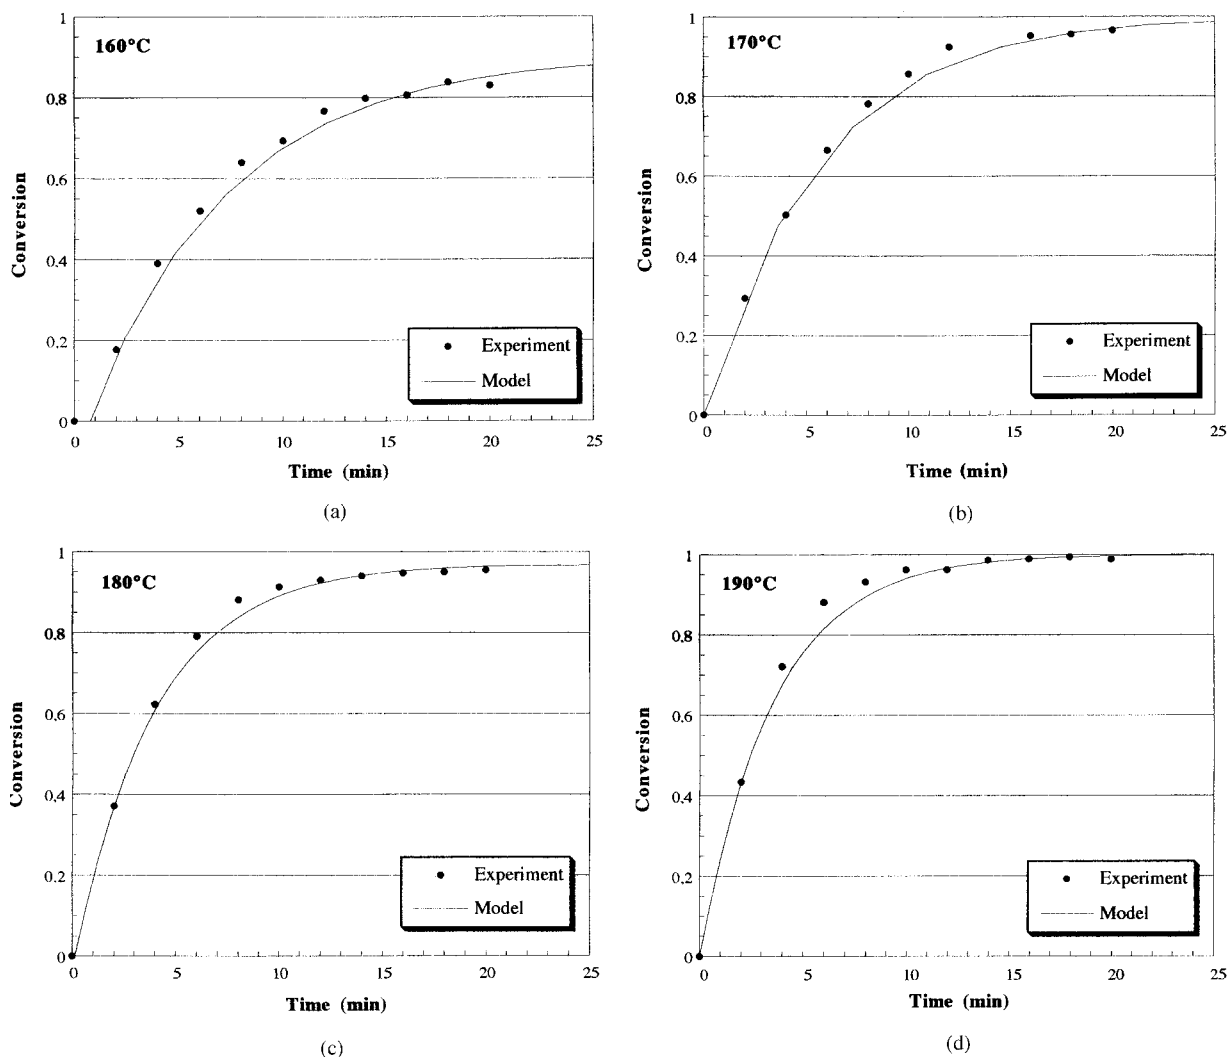 1
160°C
0.8
0.6
0.4
0.2
0
Conversion
Experiment
Model
0 5 10 15 20 25
Time (min)
(a)
1
170°C
0.8
0.6
0.4
0.2
0
Conversion
Experiment
Model
0 5 10 15 20 25
Time (min)
(b)
1
180°C
0.8
0.6
0.4
0.2
0
Conversion
Experiment
Model
0 5 10 15 20 25
Time (min)
(c)
1
190°C
0.8
0.6
0.4
0.2
0
Conversion
Experiment
Model
0 5 10 15 20 25
Time (min)
(d)